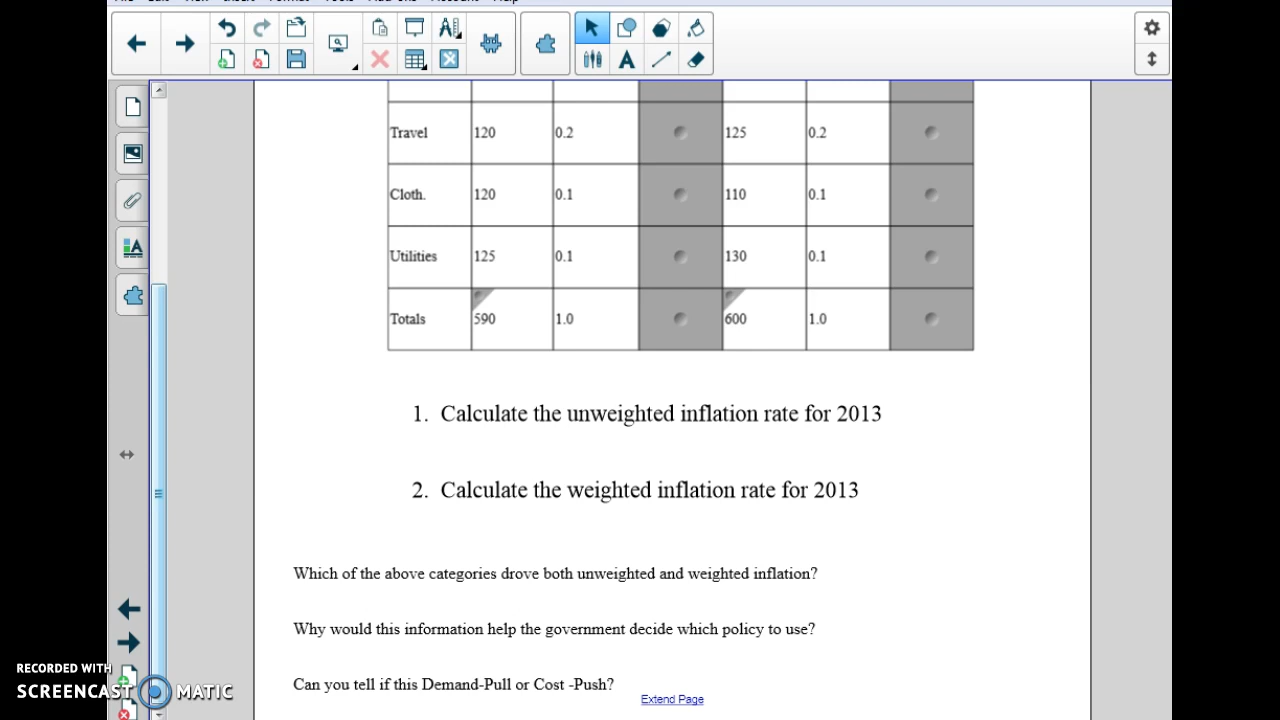 Travel 120 0.2 125 0.2
Cloth. 120 0.1 110 0.1
Utilities 125 0.1 130 0.1
Totals 590 1.0 600 1.0
1. Calculate the unweighted inflation rate for 2013
2. Calculate the weighted inflation rate for 2013
Which of the above categories drove both unweighted and weighted inflation?
Why would this information help the government decide which policy to use?
Can you tell if this Demand-Pull or Cost -Push?
Extend Page
RECORDED WITH
SCREENCAST MATIC